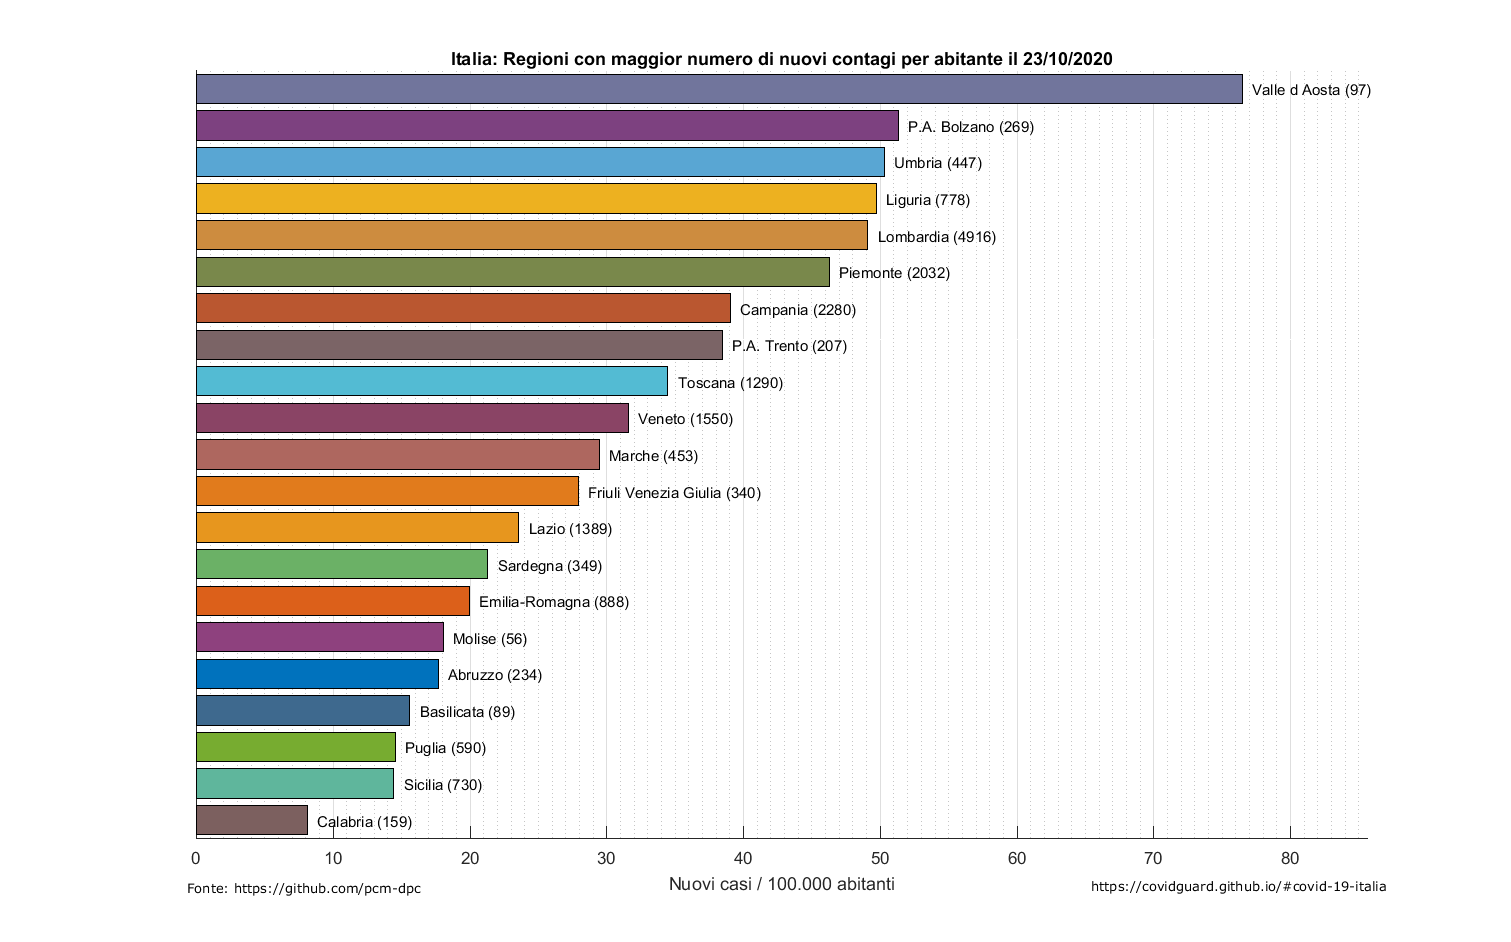 Italia: Regioni con maggior numero di nuovi contagi per abitante il 23/10/2020
Valle d Aosta (97)
P.A. Bolzano (269)
Umbria (447)
Liguria (778)
Lombardia (4916)
Piemonte (2032)
Campania (2280)
P.A. Trento (207)
Toscana (1290)
Veneto (1550)
Marche (453)
Friuli Venezia Giulia (340)
Lazio (1389)
Sardegna (349)
Emilia-Romagna (888)
Molise (56)
Abruzzo (234)
Basilicata (89)
Puglia (590)
Sicilia (730)
Calabria (159)
0 10 20 30 40 50 60 70 80
Nuovi casi / 100.000 abitanti
Fonte: https://github.com/pcm-dpc
https://covidguard.github.io/#covid-19-italia